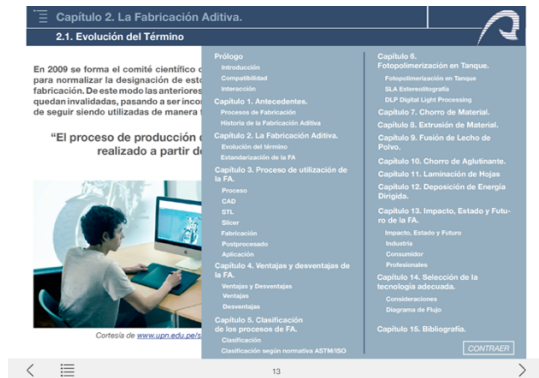 Capítulo 2. La Fabricación Aditiva.
2.1. Evolución del Término
En 2009 se forma el comité científico
para normalizar la designación de
fabricación. De este modo las anteriores
quedan invalidadas, pasando a ser
de seguir siendo utilizadas de manera
“El proceso de producción
realizado a partir
Cortesía de www.upn.edu.pe/
Prólogo
Introducción
Compatibilidad
Interacción
Capítulo 1. Antecedentes.
Procesos de Fabricación
Historia de la Fabricación Aditiva
Capítulo 2. La Fabricación Aditiva.
Evolución del término
Estandarización de la FA
Capítulo 3. Proceso de utilización de
la FA.
Proceso
CAD
STL
Slicer
Fabricación
Postprocesado
Aplicación
Capítulo 4. Ventajas y desventajas de
la FA.
Ventajas y Desventajas
Ventajas
Desventajas
Capítulo 5. Clasificación
de los procesos de FA.
Clasificación
Clasificación según normativa ASTM/ISO
Capítulo 6.
Fotopolimerización en Tanque.
Fotopolimerización en Tanque
SLA Estereolitografía
DLP Digital Light Processing
Capítulo 7. Chorro de Material.
Capítulo 8. Extrusión de Material.
Capítulo 9. Fusión de Lecho de
Polvo.
Capítulo 10. Chorro de Aglutinante.
Capítulo 11. Laminación de Hojas
Capítulo 12. Deposición de Energía
Dirigida.
Capítulo 13. Impacto, Estado y Futu-
ro de la FA.
Impacto, Estado y Futuro
Industria
Consumidor
Profesionales
Capítulo 14. Selección de la
tecnología adecuada.
Consideraciones
Diagrama de Flujo
Capítulo 15. Bibliografía.
CONTRAER
13